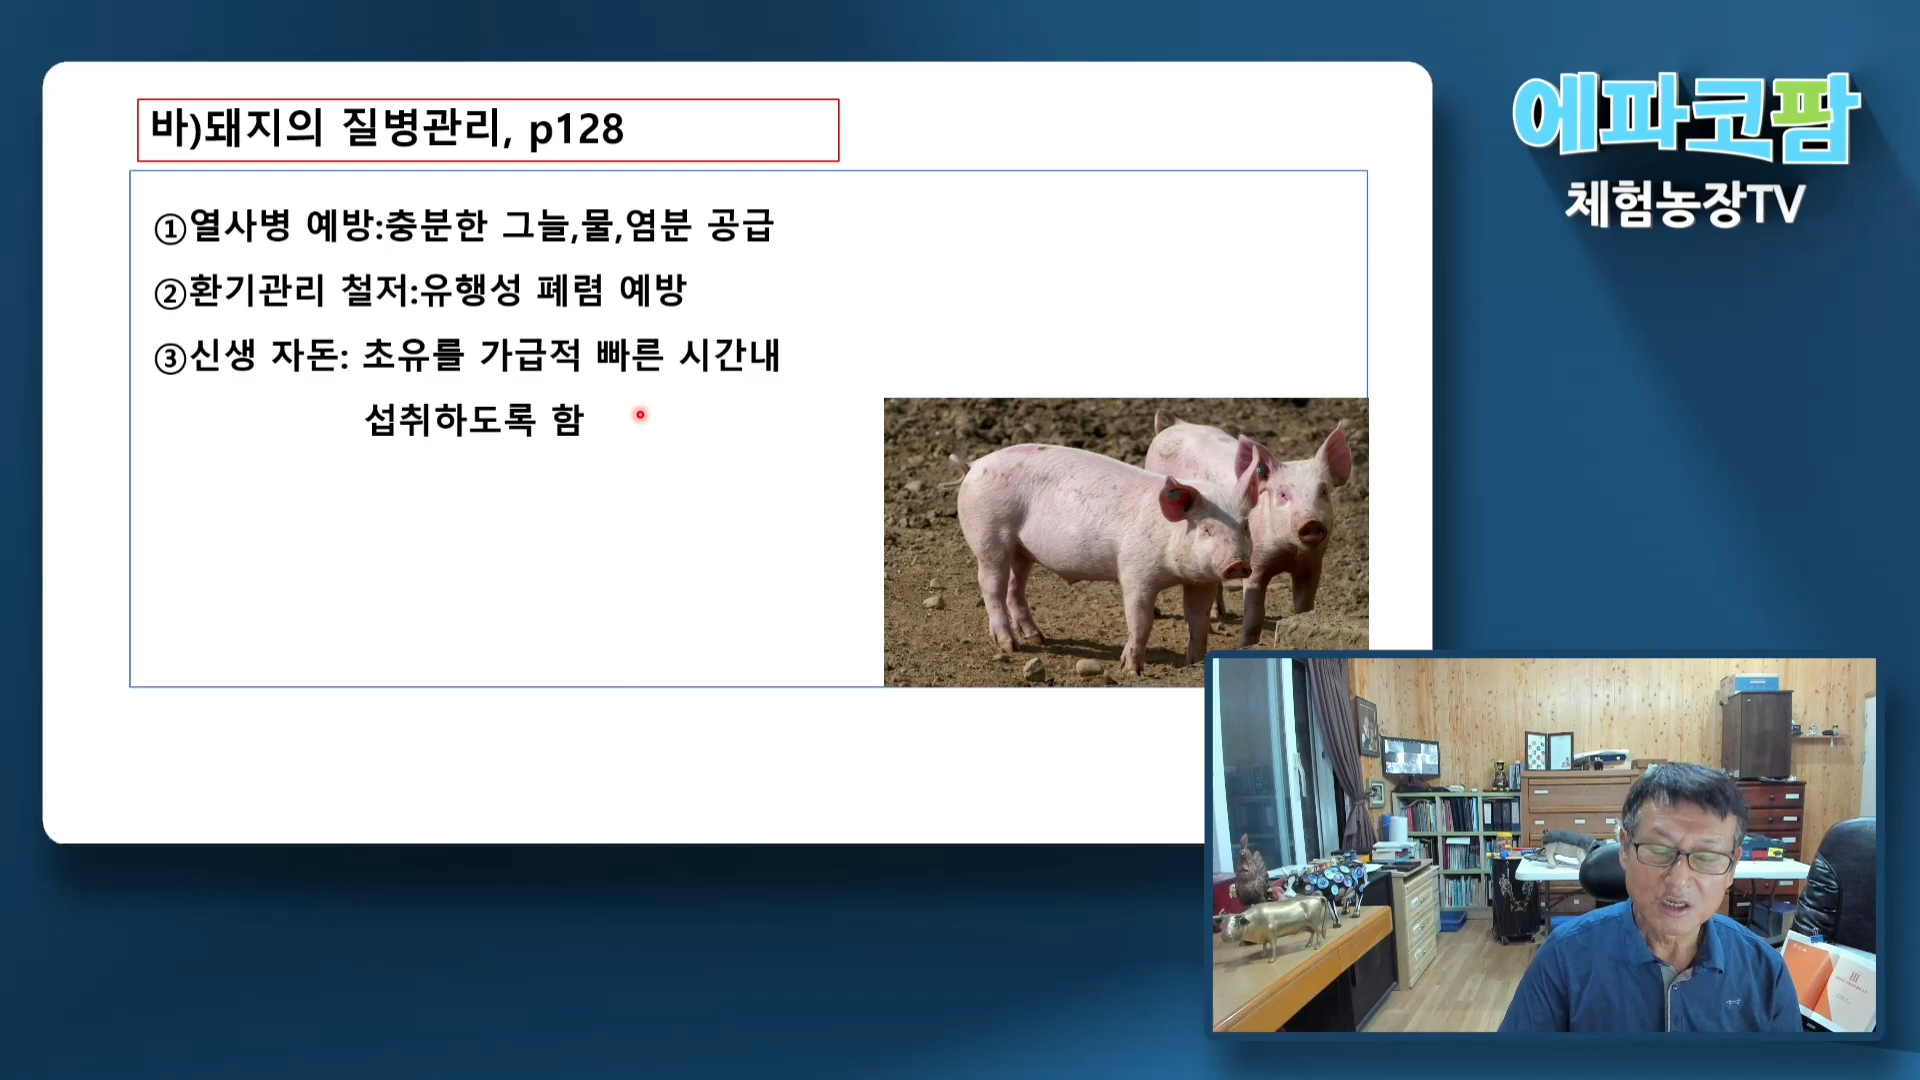 바)돼지의 질병관리, p128
①열사병 예방:충분한 그늘,물,염분 공급
②환기관리 철저:유행성 폐렴 예방
③신생 자돈: 초유를 가급적 빠른 시간내
섭취하도록 함
에파코팜
체험농장TV